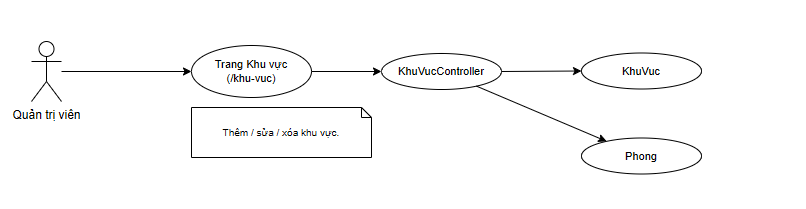 Quản trị viên
Trang Khu vực
(/khu-vuc)
KhuVucController
KhuVuc
Thêm / sửa / xóa khu vực.
Phong